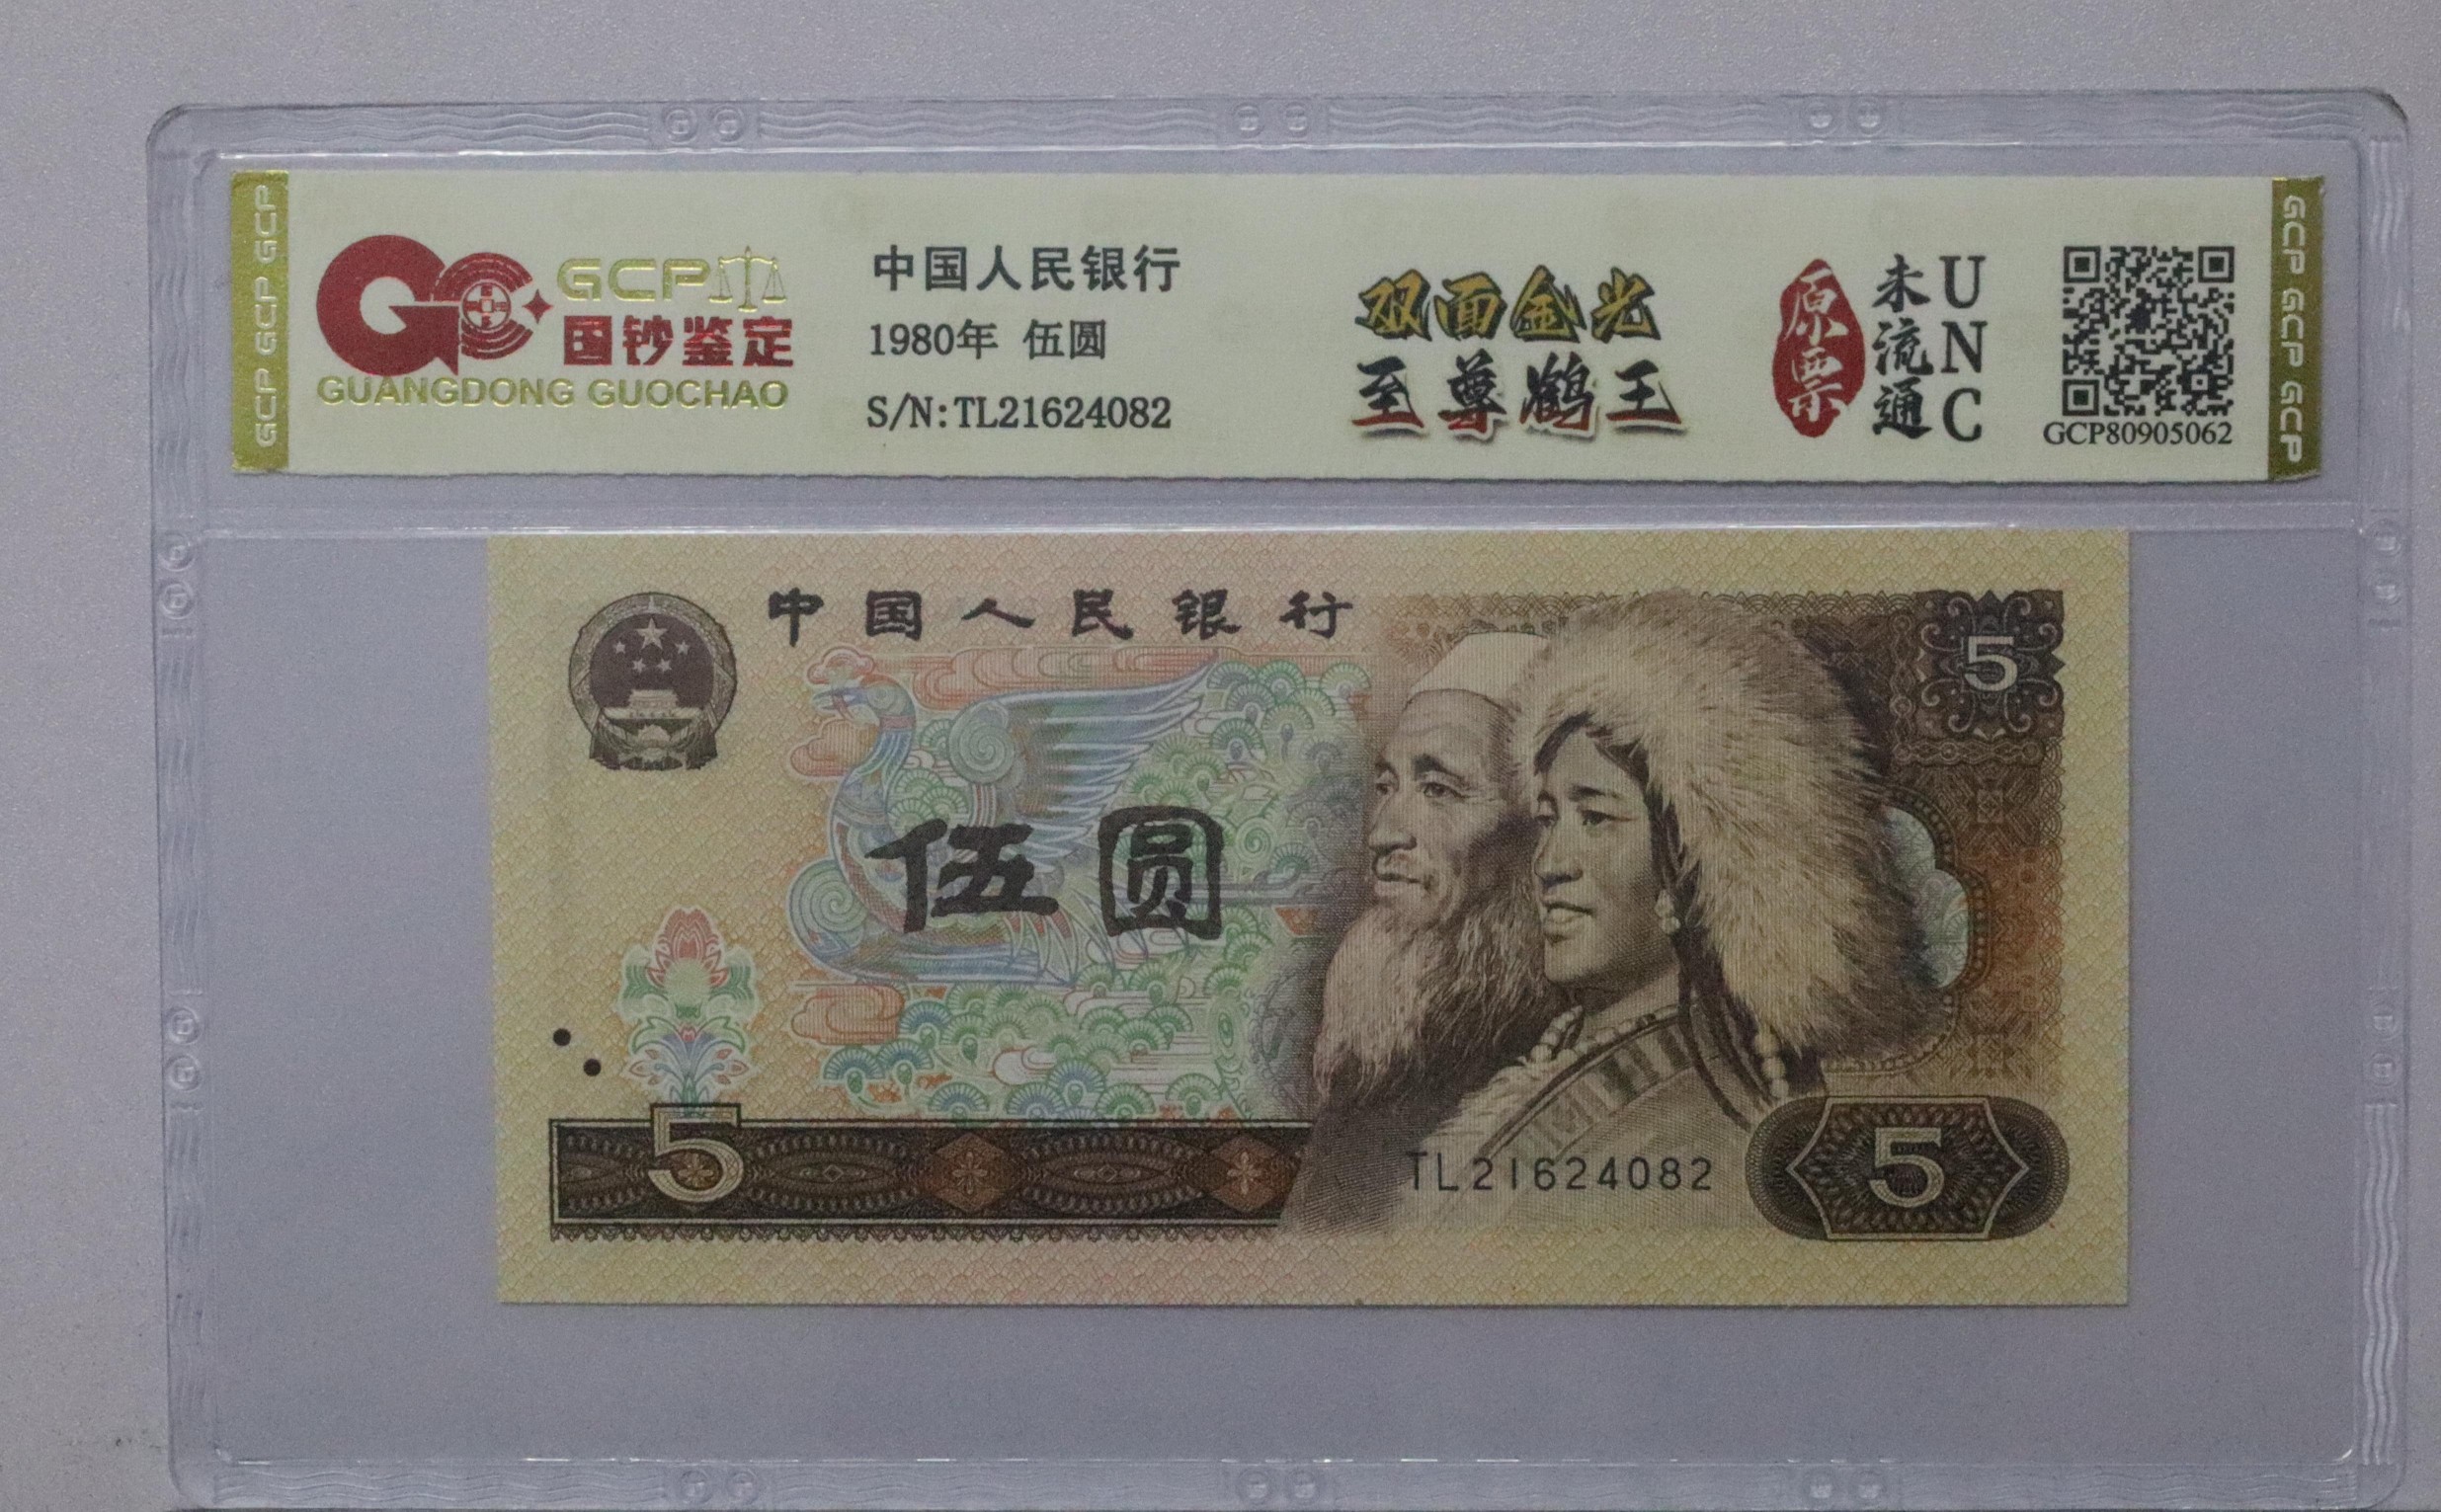 GCP GCP GCP
GCP
国钞鉴定
GUANGDONG GUOCHAO
中国人民银行
1980年 伍圆
S/N:TL21624082
双面金光
至尊鹤王
原票
未流通
UNC
GCP80905062
GCP GCP GCP
中国人民银行
5
伍圆
5
TL21624082
5